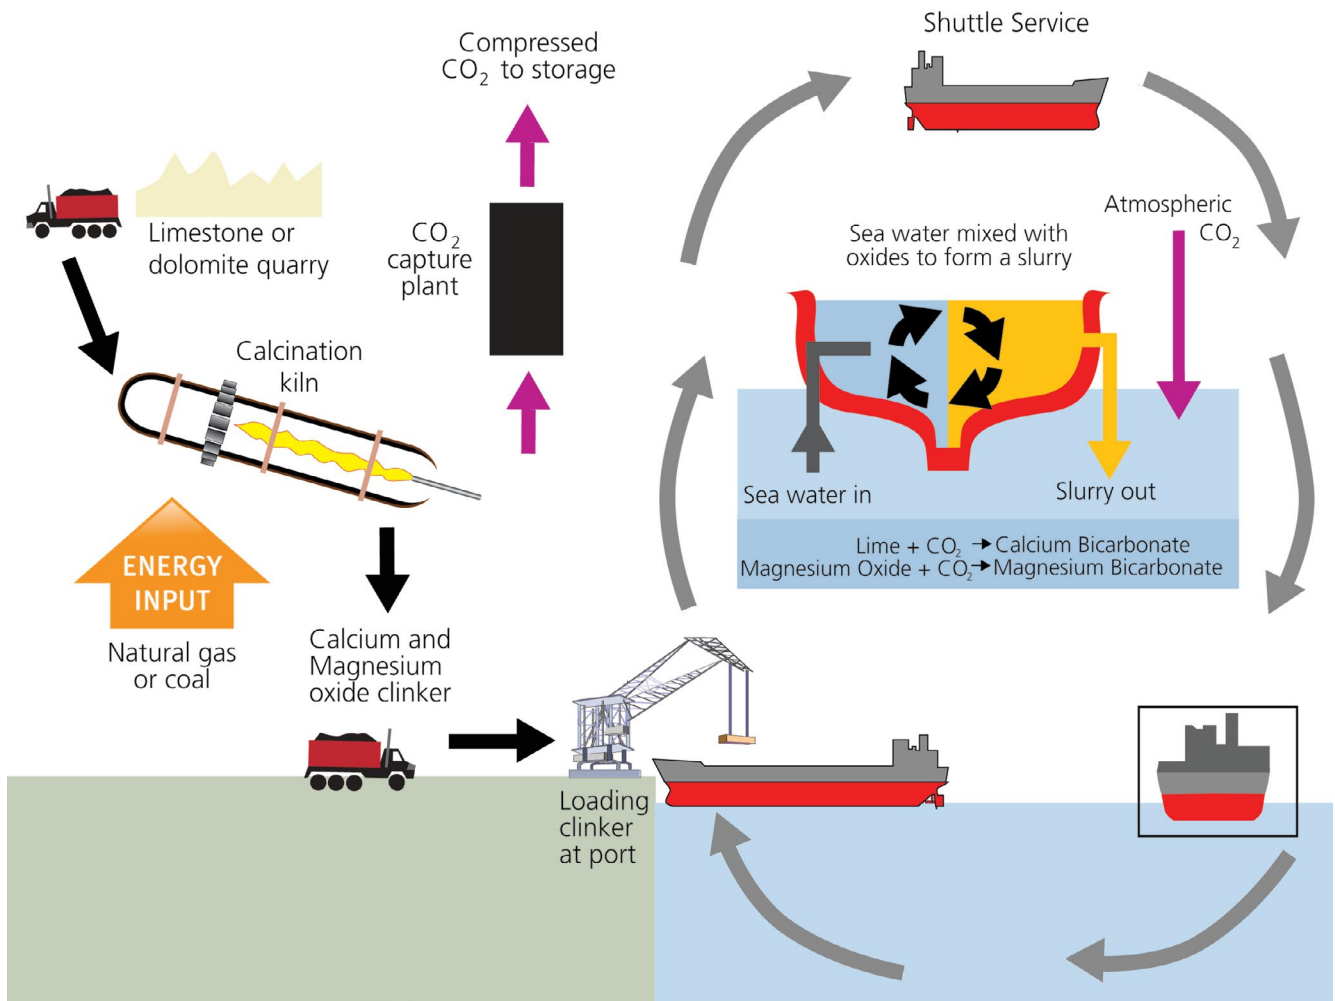 Compressed
CO2 to storage
Shuttle Service
Limestone or
dolomite quarry
CO2
capture
plant
Atmospheric
CO2
Sea water mixed with
oxides to form a slurry
Calcination
kiln
Sea water in
Slurry out
Lime + CO2 → Calcium Bicarbonate
Magnesium Oxide + CO2 → Magnesium Bicarbonate
ENERGY
INPUT
Natural gas
or coal
Calcium and
Magnesium
oxide clinker
Loading
clinker
at port